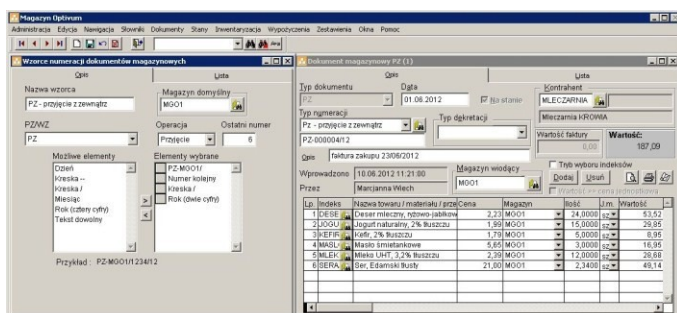 Magazyn Optivum
Administracja Edycja Nawigacja Słowniki Dokumenty Stany Inwentaryzacja Wypożyczenia Zestawienia Okna Pomoc
Wzorce numeracji dokumentów magazynowych
Opis Lista
Nazwa wzorca
PZ - przyjęcie z zewnątrz
Magazyn domyślny
MG01
PZ/WZ Operacja Ostatni numer
PZ Przyjęcie 6
Możliwe elementy Elementy wybrane
Dzień
Kreska --
Kreska /
Miesiąc
Rok (cztery cyfry)
Tekst dowolny
PZ-MG01
Numer kolejny
Kreska /
Rok (dwie cyfry)
Przykład : PZ-MG01/1234/12
Dokument magazynowy PZ (1)
Opis Lista
Typ dokumentu Data Kontrahent
PZ 01.06.2012 Na stanie MLECZARNIA
Mleczarnia KROWA
Typ numeracji Typ dekretacji
Pz - przyjęcie z zewnątrz
PZ-000004/12
Wartość faktury Wartość:
0,00 187,09
Opis faktura zakupu 23/06/2012
Tryb wyboru indeksów
Wprowadzono 10.06.2012 11:21:00 Magazyn wiodący
MG01
Dodaj Usuń
Przez Marcjanna Wiech
Wartość => cena jednostkowa
Lp. Indeks Nazwa towaru / materiału / prze Cena Magazyn Ilość J.m. Wartość
1 DESE Deser mleczny, ryżowo-jabłkow 2,23 MG01 24,0000 sz 53,52
2 JOGU Jogurt naturalny, 2% tłuszczu 1,99 MG01 15,0000 sz 29,85
3 KEFIR Kefir, 2% tłuszczu 1,79 MG01 5,0000 sz 8,95
4 MASŁ Masło śmietankowe 5,65 MG01 3,0000 sz 16,95
5 MLEK Mleko UHT, 3,2% tłuszczu 2,39 MG01 12,0000 sz 28,68
6 SERA Ser, Edamski tłusty 21,00 MG01 2,3400 sz 49,14